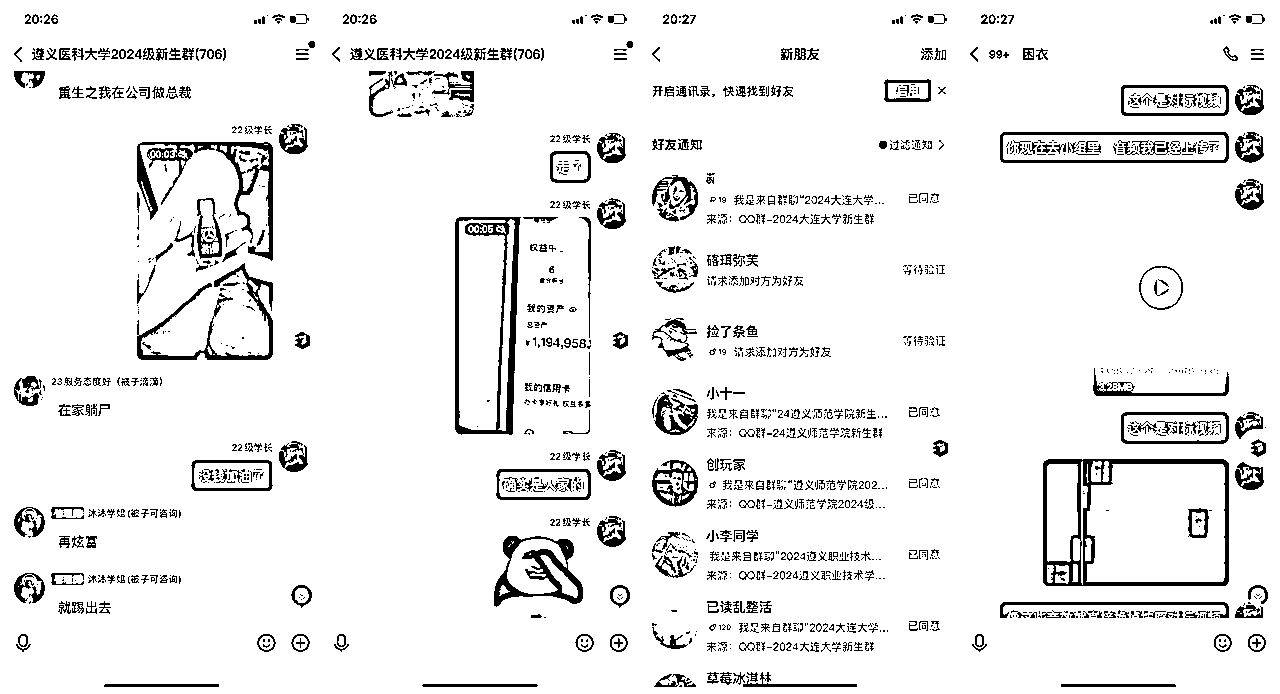 20:26
遵义医科大学2024级新生群(706)
重生之我在公司做总裁
22级学长
00:03
23服务态度好（被子滴滴）
在家躺尸
22级学长
没钱加油了
沐沐学姐(被子可咨询)
再炫富
沐沐学姐(被子可咨询)
就踢出去
20:26
遵义医科大学2024级新生群(706)
22级学长
22级学长
00:05
权益中
6
我的资产
总资产
¥1,194,958.
我的信用卡
22级学长
确实是人家的
22级学长
20:27
新朋友
添加
开启通讯录，快速找到好友
启用
好友通知
过滤通知
19 我是来自群聊“2024大连大学...
已同意
来源：QQ群-2024大连大学新生群
硌珥弥芙
请求添加对方为好友
等待验证
捡了条鱼
19 请求添加对方为好友
等待验证
小十一
我是来自群聊“24遵义师范学院新生...
已同意
来源：QQ群-24遵义师范学院新生群
创玩家
我是来自群聊“遵义师范学院202...
已同意
来源：QQ群-遵义师范学院2024级...
小李同学
我是来自群聊“2024遵义职业技术...
已同意
来源：QQ群-2024遵义职业技术学...
已读乱整活
120 我是来自群聊“2024大连大学...
已同意
来源：QQ群-2024大连大学新生群
草莓冰淇林
20:27
99+ 困衣
这个是对标视频
你现在去小组里 音频我已经上传了
这个是对标视频